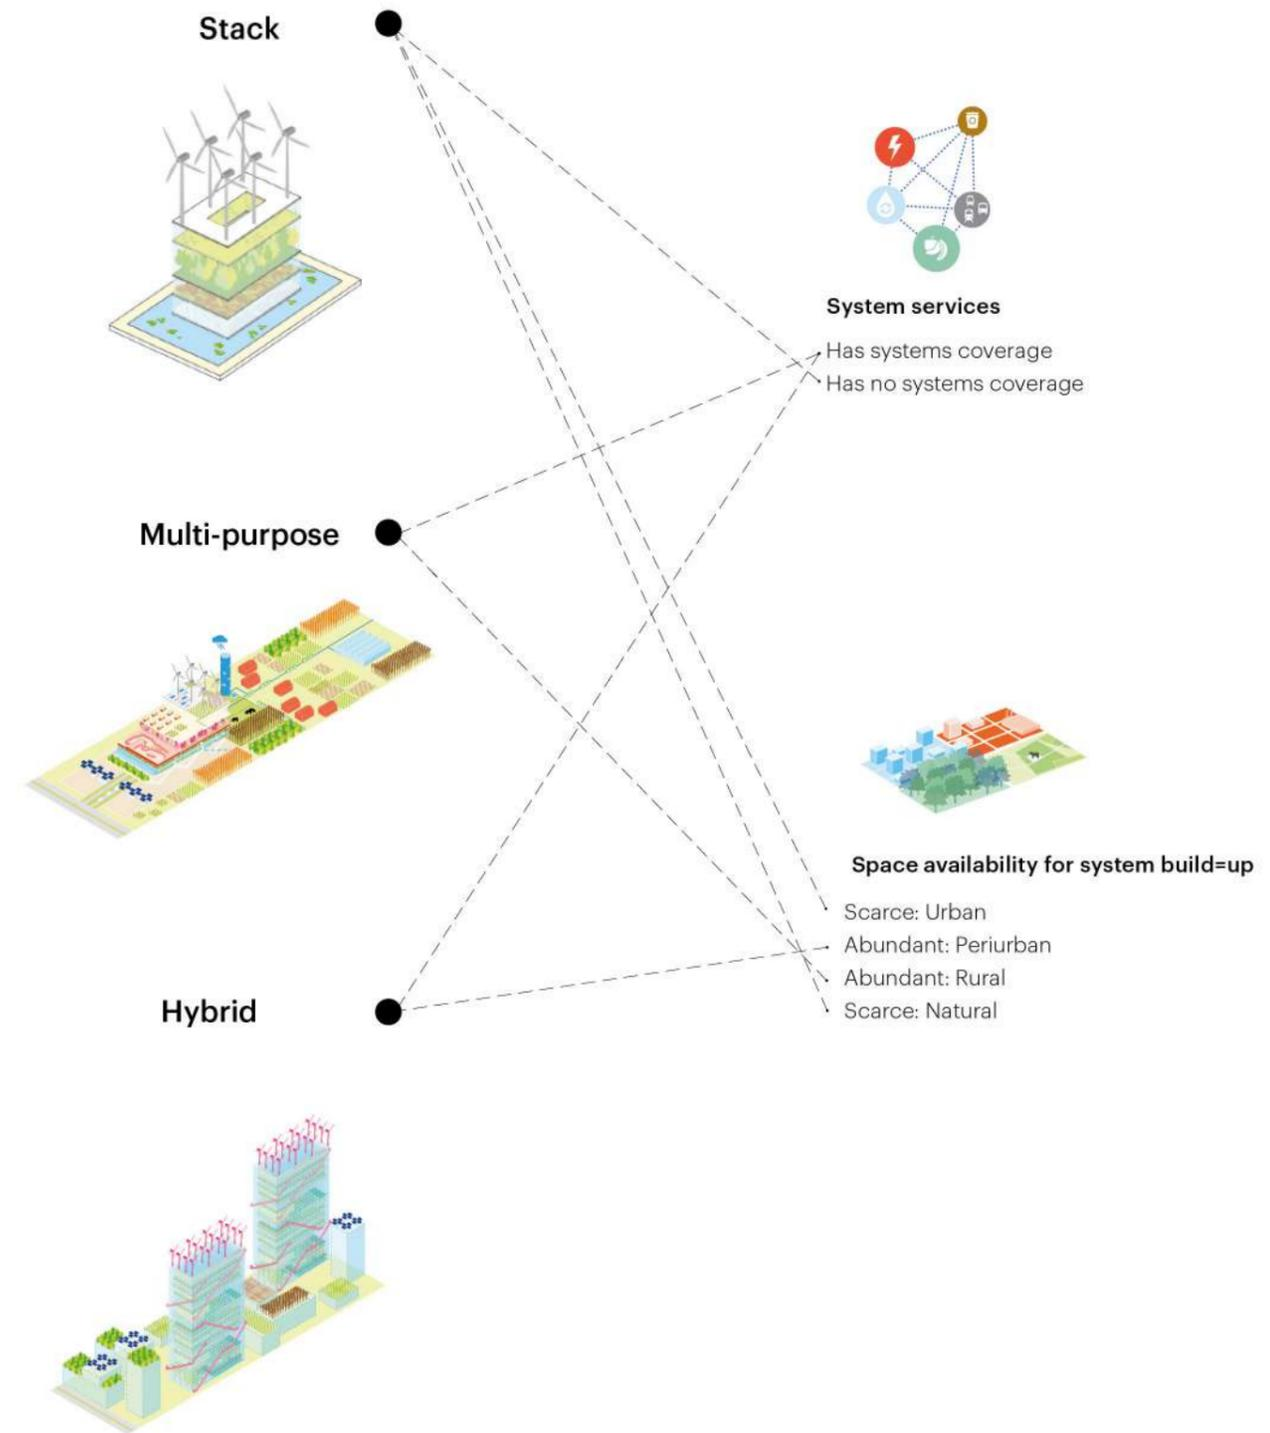 Stack
System services
Has systems coverage
Has no systems coverage
Multi-purpose
Space availability for system build=up
Scarce: Urban
Abundant: Periurban
Abundant: Rural
Scarce: Natural
Hybrid